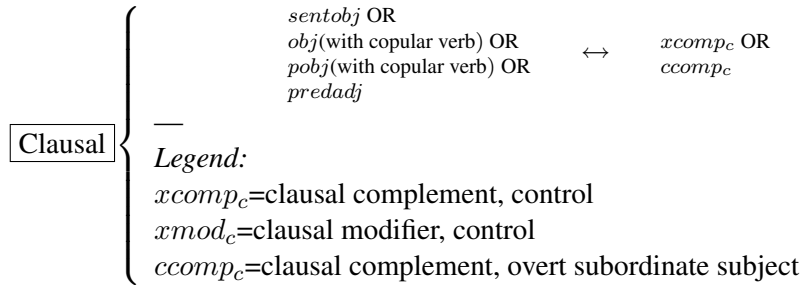 sentobj OR
obj(with copular verb) OR
pobj(with copular verb) OR
predadj
↔
xcomp_c OR
ccomp_c
Clausal
—
Legend:
xcomp_c=clausal complement, control
xmod_c=clausal modifier, control
ccomp_c=clausal complement, overt subordinate subject